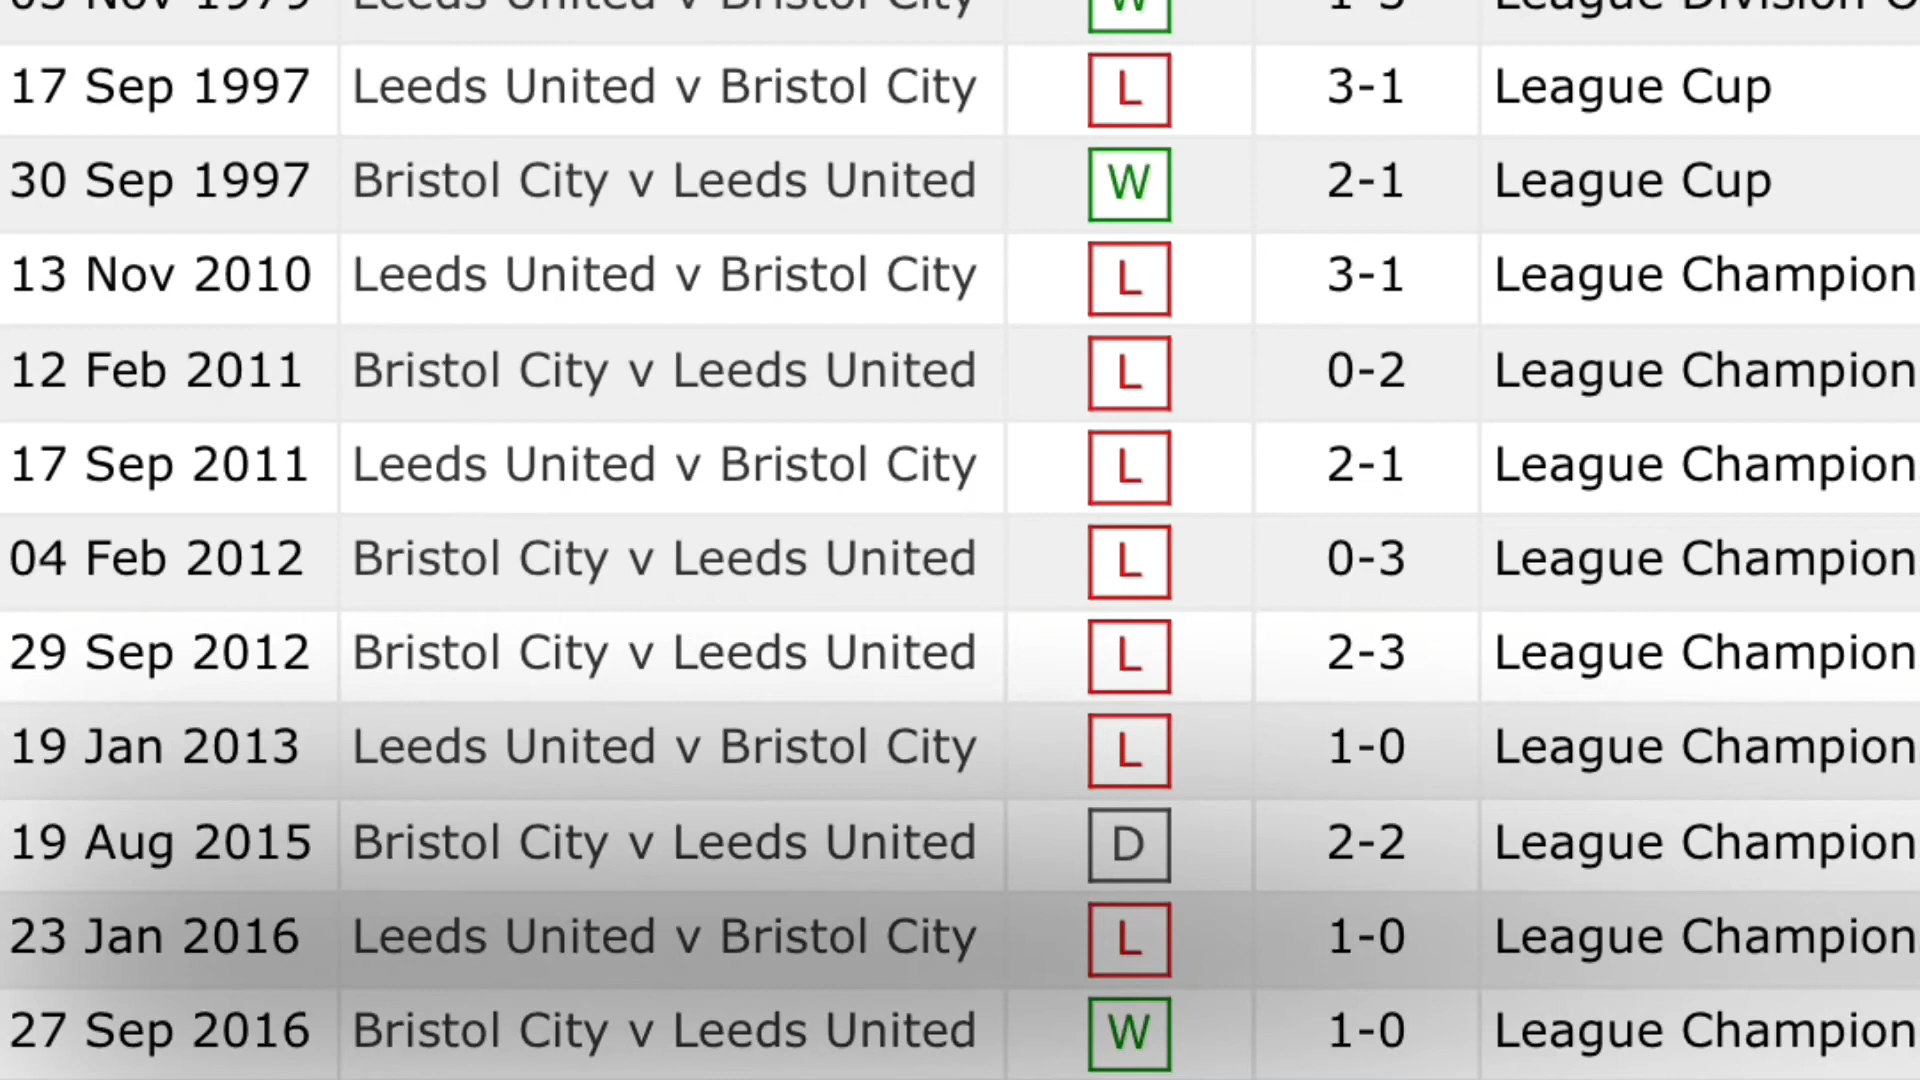 Leeds United v Bristol City W
17 Sep 1997 Leeds United v Bristol City L 3-1 League Cup
30 Sep 1997 Bristol City v Leeds United W 2-1 League Cup
13 Nov 2010 Leeds United v Bristol City L 3-1 League Champion
12 Feb 2011 Bristol City v Leeds United L 0-2 League Champion
17 Sep 2011 Leeds United v Bristol City L 2-1 League Champion
04 Feb 2012 Bristol City v Leeds United L 0-3 League Champion
29 Sep 2012 Bristol City v Leeds United L 2-3 League Champion
19 Jan 2013 Leeds United v Bristol City L 1-0 League Champion
19 Aug 2015 Bristol City v Leeds United D 2-2 League Champion
23 Jan 2016 Leeds United v Bristol City L 1-0 League Champion
27 Sep 2016 Bristol City v Leeds United W 1-0 League Champion